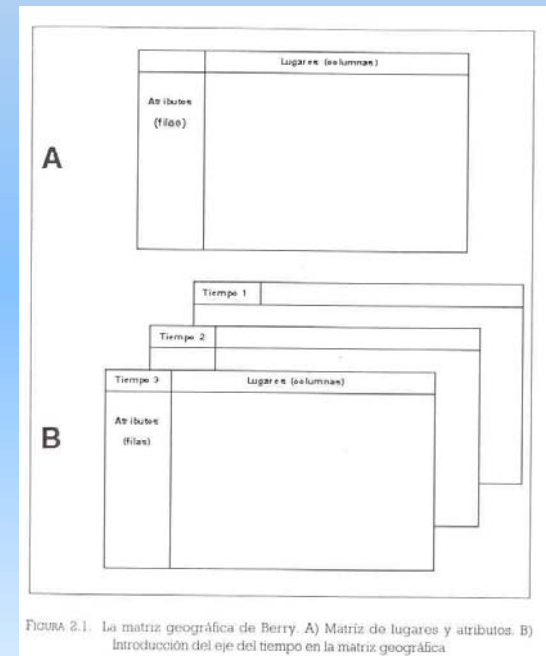 Lugares (columnas)
Atributos
(filas)
A
Tiempo 1
Tiempo 2
Tiempo 3
Lugares (columnas)
Atributos
(filas)
B
FIGURA 2.1. La matriz geográfica de Berry. A) Matríz de lugares y atributos. B)
Introducción del eje del tiempo en la matriz geográfica